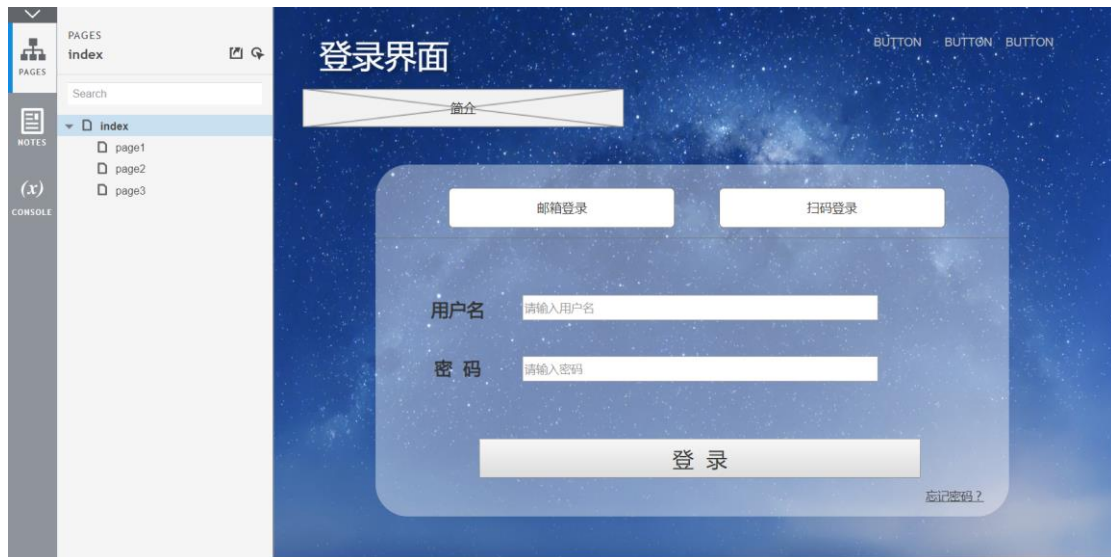 PAGES
index
PAGES
Search
index
page1
page2
page3
NOTES
(x)
CONSOLE
登录界面
BUTTON BUTTON BUTTON
简介
邮箱登录 扫码登录
用户名 请输入用户名
密 码 请输入密码
登 录
忘记密码？